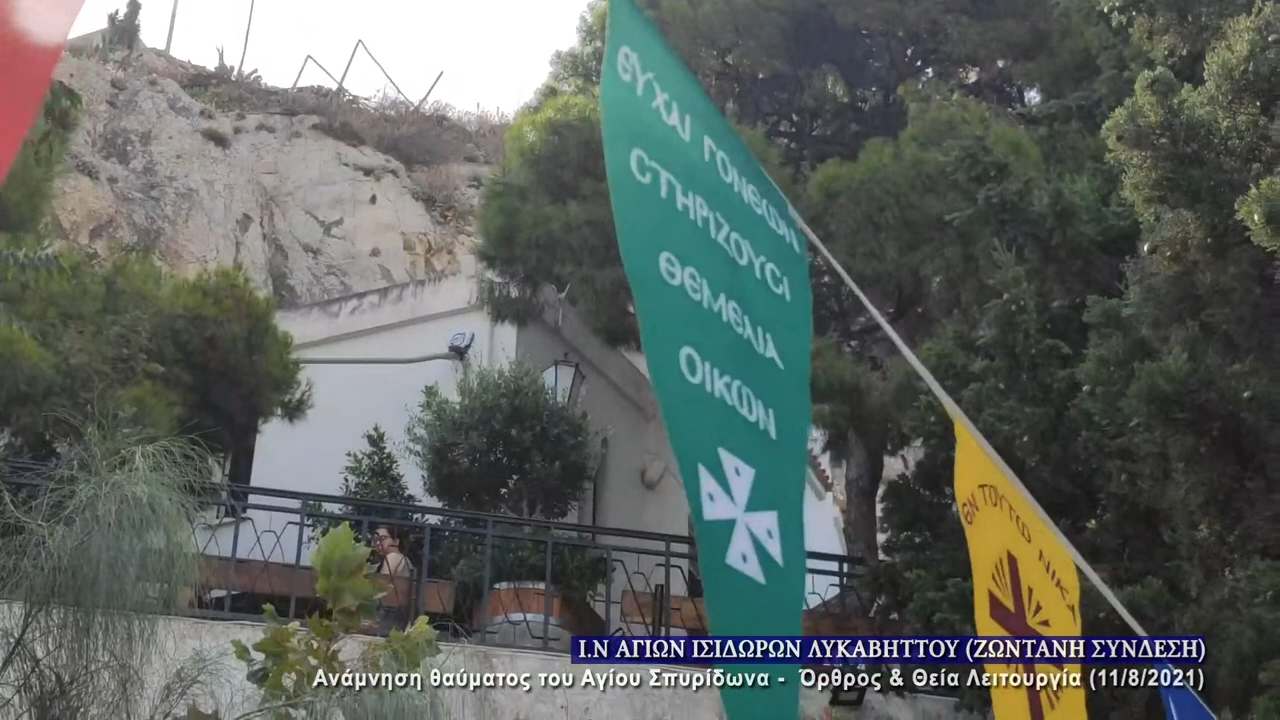 ΕΥΧΑΙ ΓΟΝΕΩΝ
ΣΤΗΡΙΖΟΥΣΙ
ΘΕΜΕΛΙΑ
ΟΙΚΩΝ
ΕΝ ΤΟΥΤΩ ΝΙΚΑ
Ι.Ν ΑΓΙΩΝ ΙΣΙΔΩΡΩΝ ΛΥΚΑΒΗΤΤΟΥ (ΖΩΝΤΑΝΗ ΣΥΝΔΕΣΗ)
Ανάμνηση θαύματος του Αγίου Σπυρίδωνα - Όρθρος & Θεία Λειτουργία (11/8/2021)